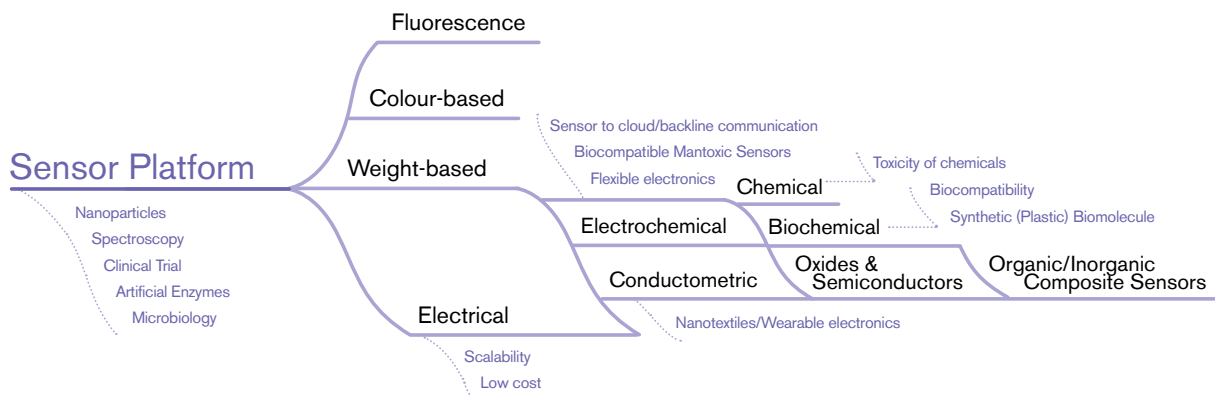 Fluorescence
Colour-based
Sensor to cloud/backline communication
Sensor Platform
Weight-based
Biocompatible Mantoxic Sensors
Toxicity of chemicals
Flexible electronics
Chemical
Biocompatibility
Nanoparticles
Electrochemical
Biochemical
Synthetic (Plastic) Biomolecule
Spectroscopy
Clinical Trial
Conductometric
Oxides &
Semiconductors
Organic/Inorganic
Composite Sensors
Artificial Enzymes
Microbiology
Electrical
Nanotextiles/Wearable electronics
Scalability
Low cost